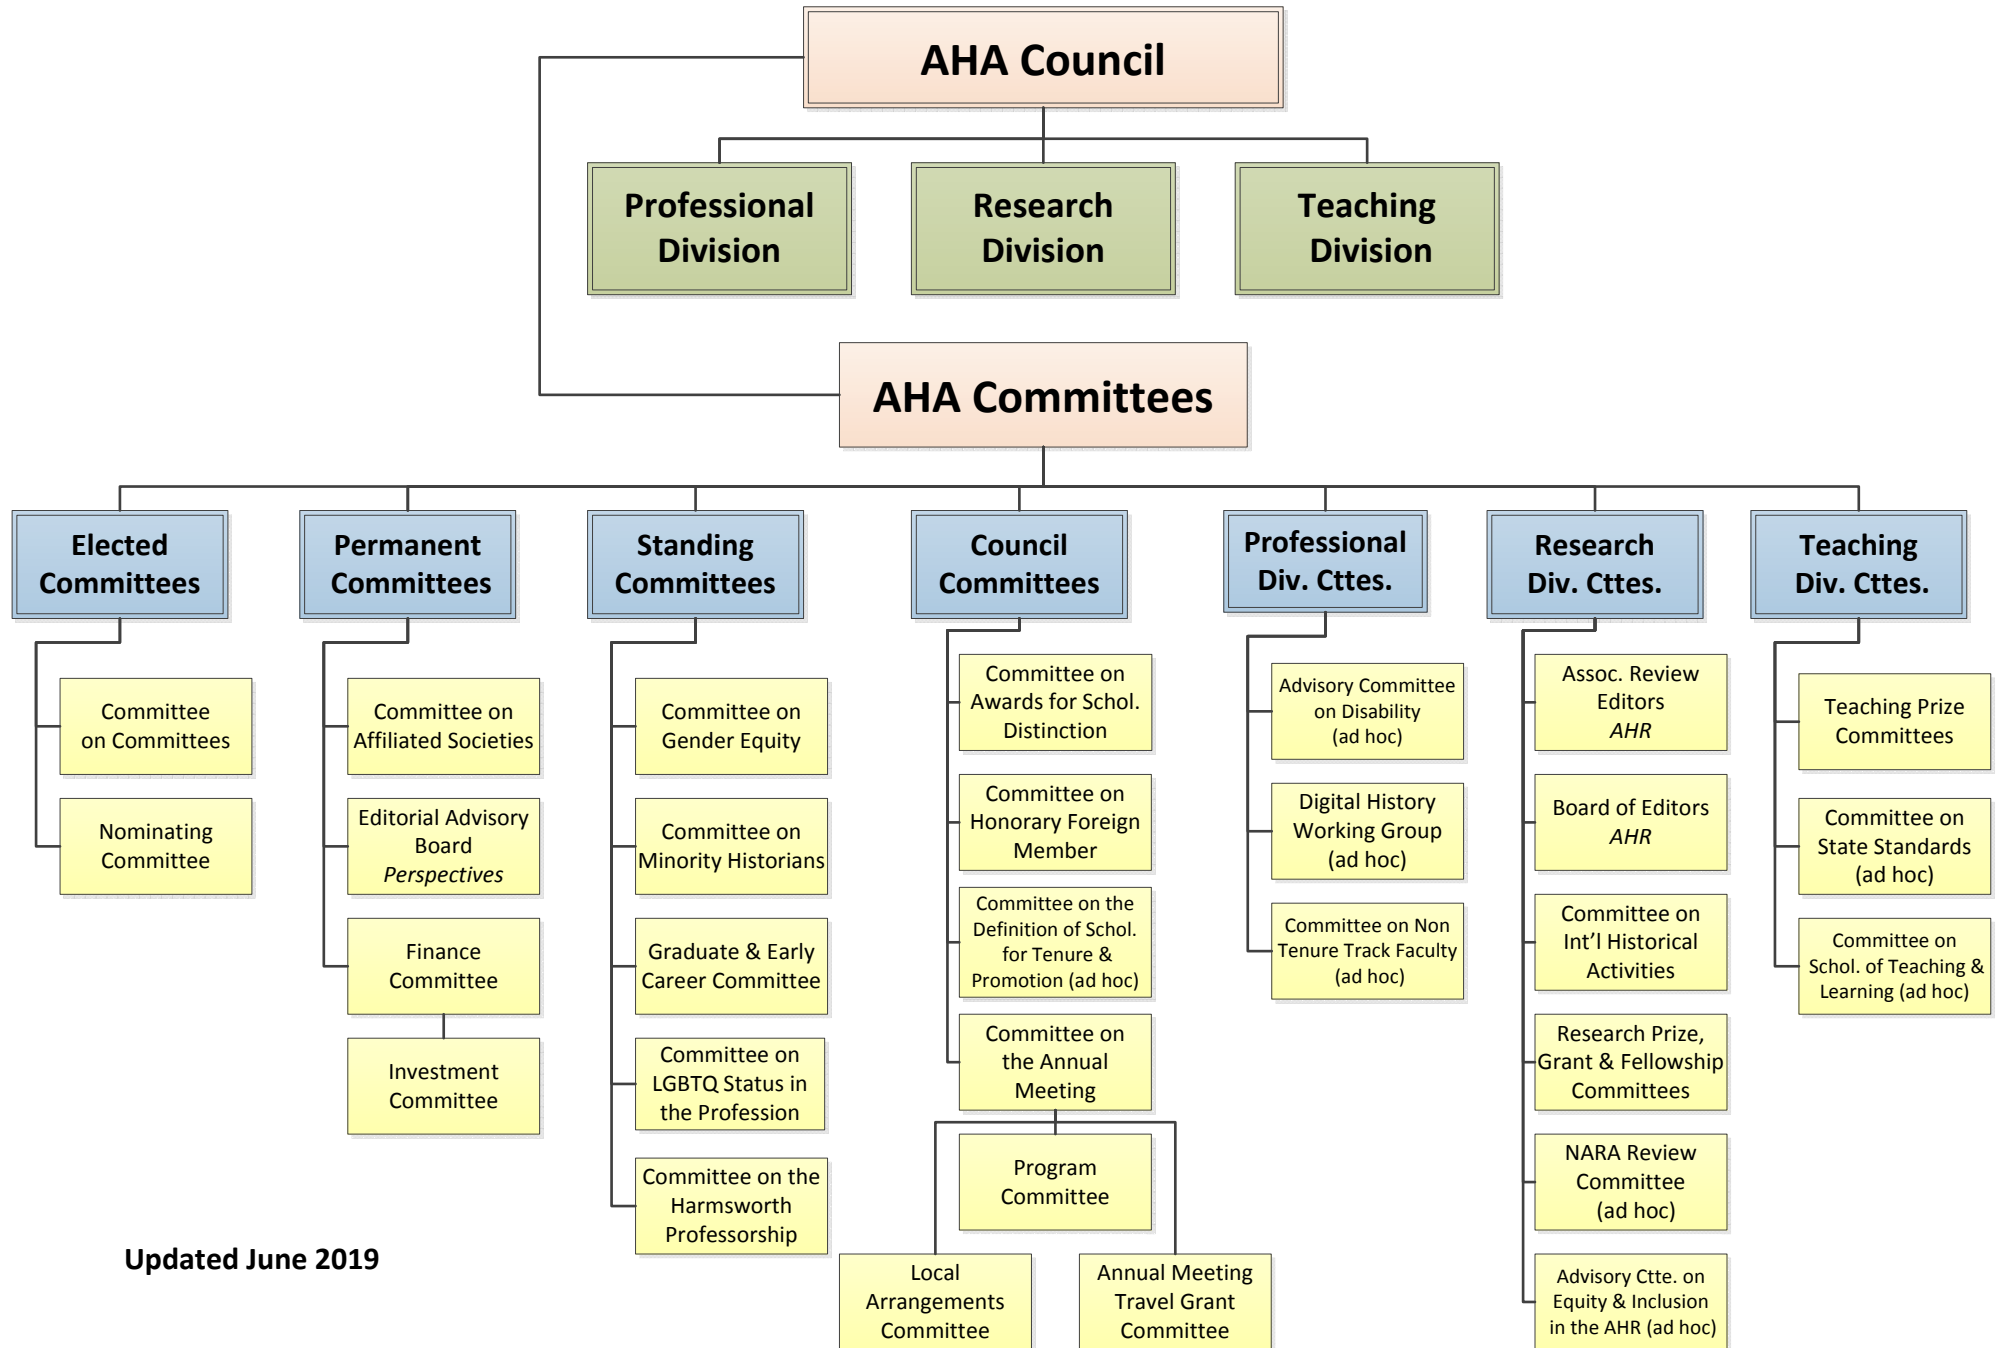 AHA Council
Professional
Division
Research
Division
Teaching
Division
AHA Committees
Elected
Committees
Permanent
Committees
Standing
Committees
Council
Committees
Professional
Div. Cttes.
Research
Div. Cttes.
Teaching
Div. Cttes.
Committee
on Committees
Nominating
Committee
Committee on
Affiliated Societies
Editorial Advisory
Board
Perspectives
Finance
Committee
Investment
Committee
Committee on
Gender Equity
Committee on
Minority Historians
Graduate & Early
Career Committee
Committee on
LGBTQ Status in
the Profession
Committee on the
Harmsworth
Professorship
Committee on
Awards for Schol.
Distinction
Committee on
Honorary Foreign
Member
Committee on the
Definition of Schol.
for Tenure &
Promotion (ad hoc)
Committee on
the Annual
Meeting
Program
Committee
Local
Arrangements
Committee
Annual Meeting
Travel Grant
Committee
Advisory Committee
on Disability
(ad hoc)
Digital History
Working Group
(ad hoc)
Committee on Non
Tenure Track Faculty
(ad hoc)
Assoc. Review
Editors
AHR
Board of Editors
AHR
Committee on
Int’l Historical
Activities
Research Prize,
Grant & Fellowship
Committees
NARA Review
Committee
(ad hoc)
Advisory Ctte. on
Equity & Inclusion
in the AHR (ad hoc)
Teaching Prize
Committees
Committee on
State Standards
(ad hoc)
Committee on
Schol. of Teaching &
Learning (ad hoc)
Updated June 2019